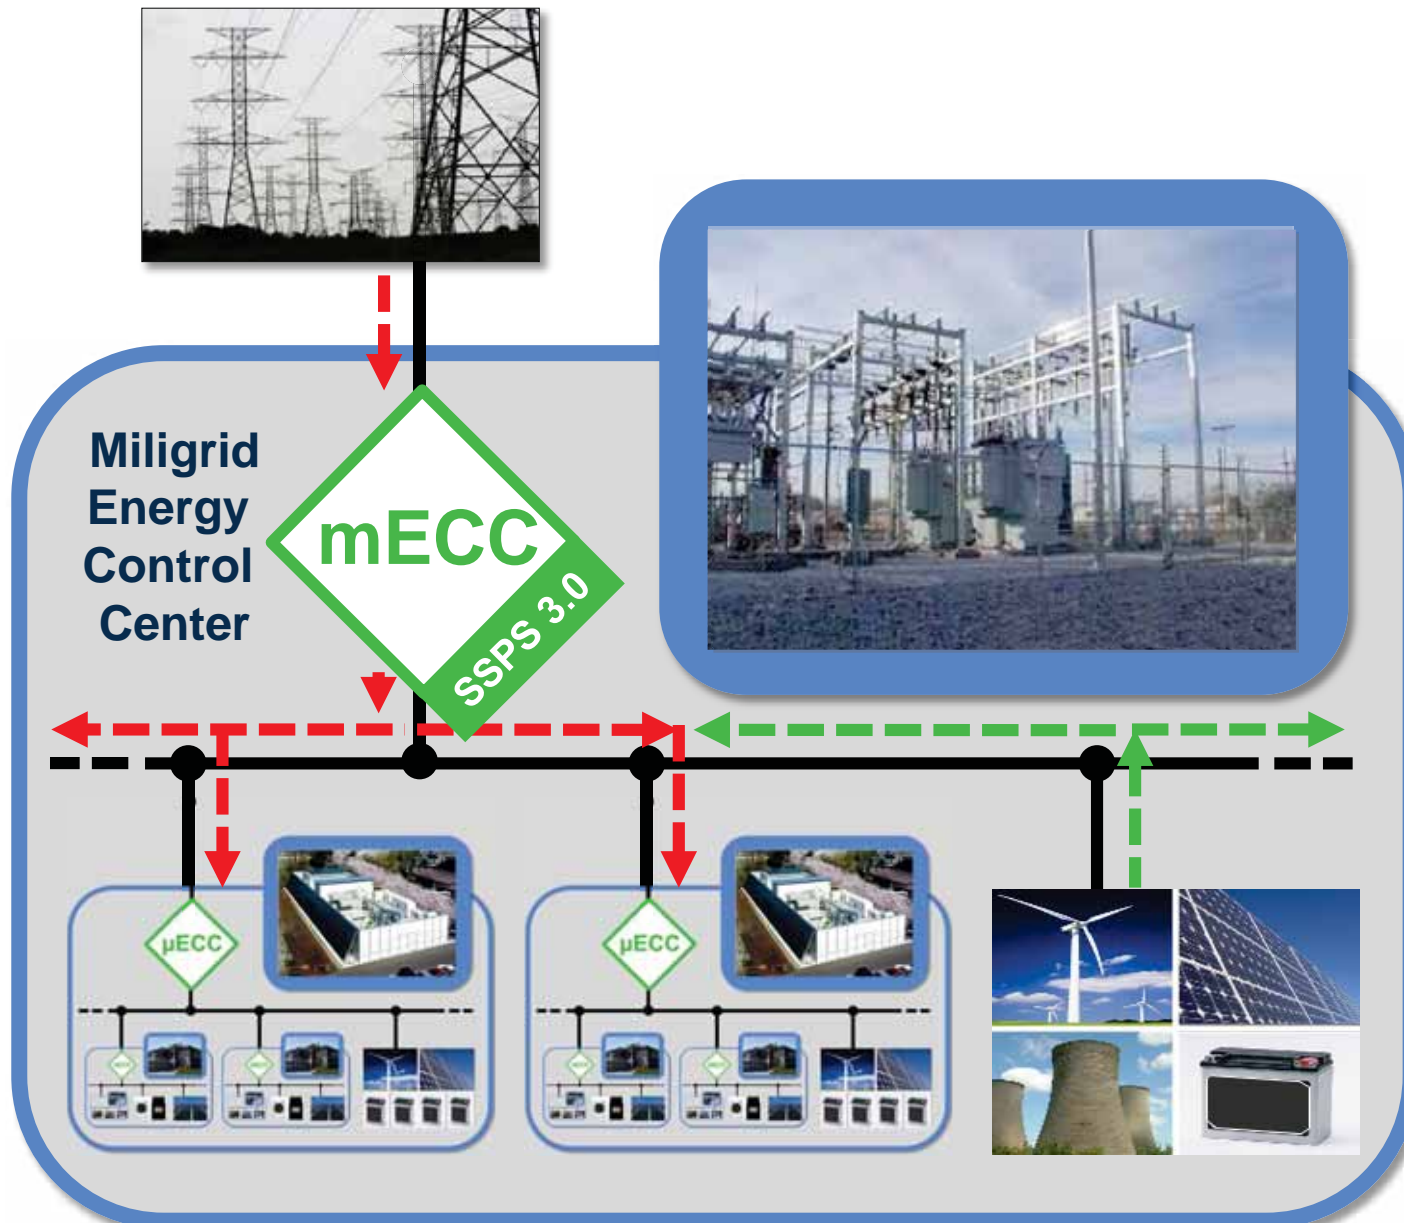 Miligrid
Energy
Control
Center
mECC
SSPS 3.0
μECC
μECC